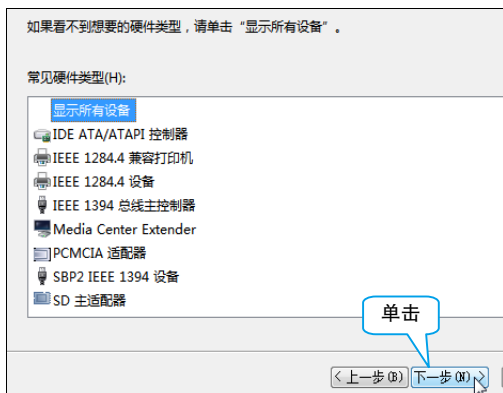 如果看不到想要的硬件类型，请单击“显示所有设备”。
常见硬件类型(H):
显示所有设备
IDE ATA/ATAPI 控制器
IEEE 1284.4 兼容打印机
IEEE 1284.4 设备
IEEE 1394 总线主控制器
Media Center Extender
PCMCIA 适配器
SBP2 IEEE 1394 设备
SD 主适配器
单击
<上一步(B) 下一步(N)>